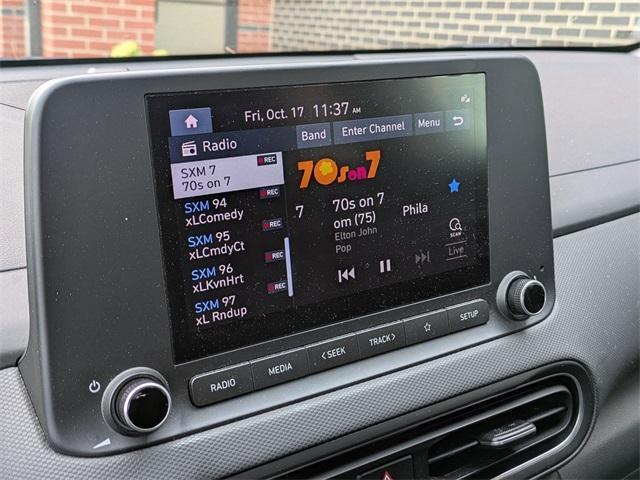 Fri, Oct. 17 11:37 AM
Radio
Band
Enter Channel
Menu
SXM 7
70s on 7
REC
70s on 7
SXM 94
xLComedy
REC
SXM 95
xLCmdyCt
REC
SXM 96
xLKvnHrt
REC
SXM 97
xL Rndup
REC
.7
70s on 7
om (75)
Phila
Elton John
Pop
SCAN
Live
RADIO
MEDIA
< SEEK
TRACK >
SETUP